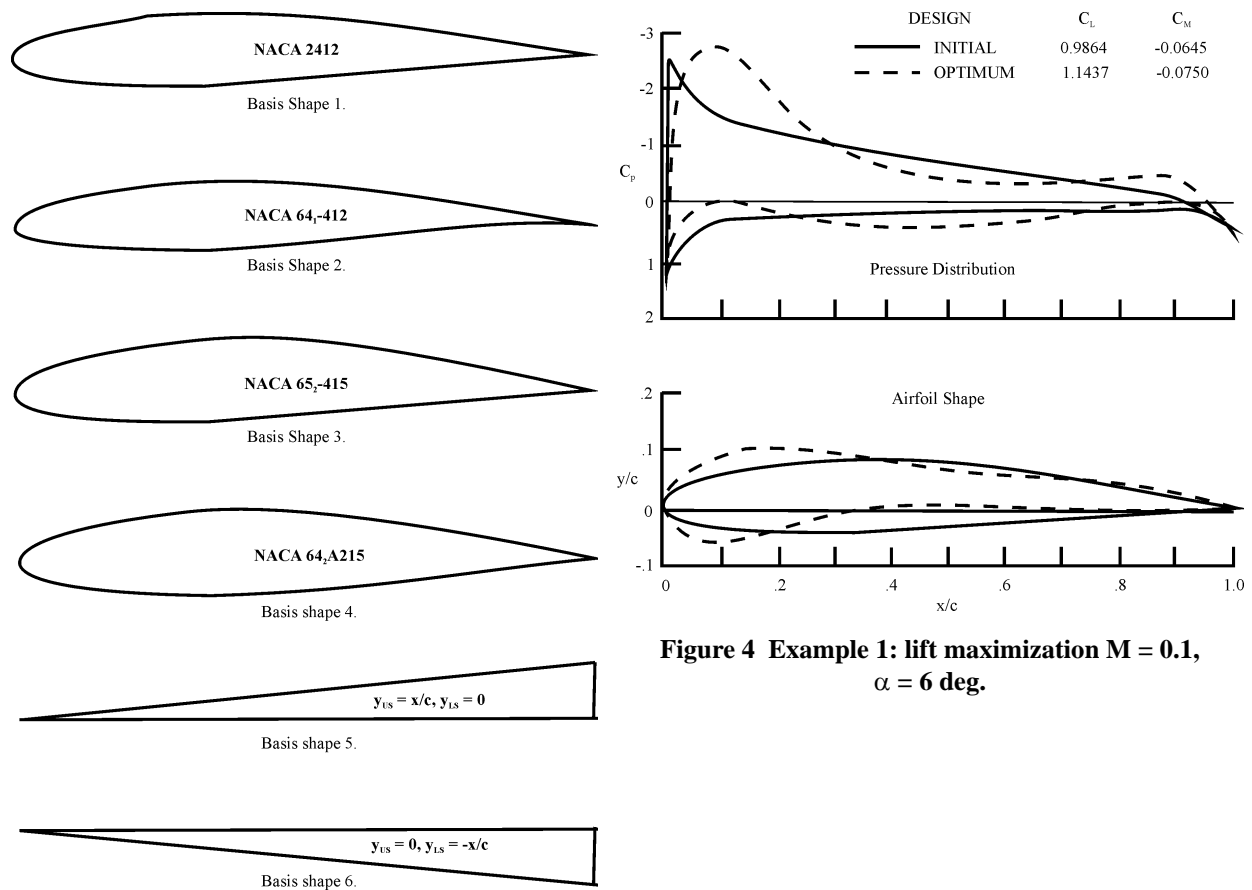 NACA 2412
Basis Shape 1.
NACA 64₁-412
Basis Shape 2.
NACA 65₂-415
Basis Shape 3.
NACA 64₂A215
Basis shape 4.
y_US = x/c, y_LS = 0
Basis shape 5.
y_US = 0, y_LS = -x/c
Basis shape 6.
DESIGN C_L C_M
INITIAL 0.9864 -0.0645
OPTIMUM 1.1437 -0.0750
-3
-2
-1
C_p
0
1
2
Pressure Distribution
.2
Airfoil Shape
.1
y/c
0
-.1
0 .2 .4 .6 .8 1.0
x/c
Figure 4 Example 1: lift maximization M = 0.1,
α = 6 deg.